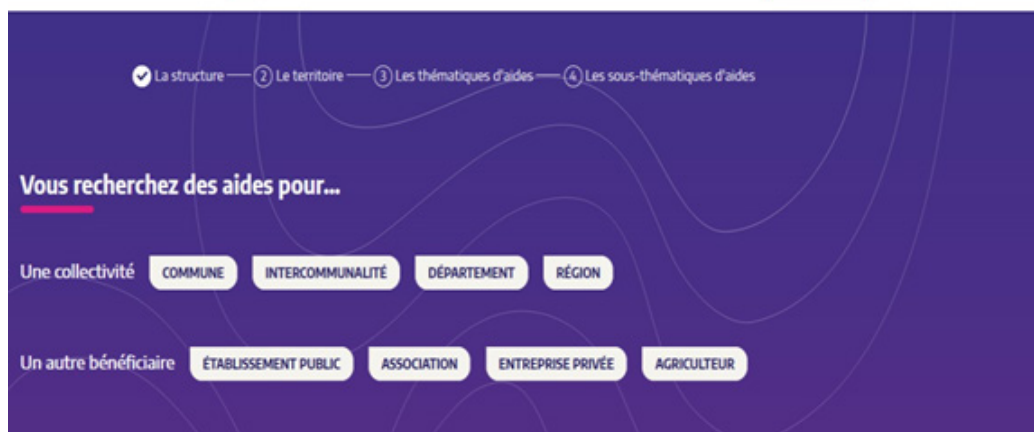 La structure 2 Le territoire 3 Les thématiques d'aides 4 Les sous-thématiques d'aides
Vous recherchez des aides pour...
Une collectivité COMMUNE INTERCOMMUNALITÉ DÉPARTEMENT RÉGION
Un autre bénéficiaire ÉTABLISSEMENT PUBLIC ASSOCIATION ENTREPRISE PRIVÉE AGRICULTEUR